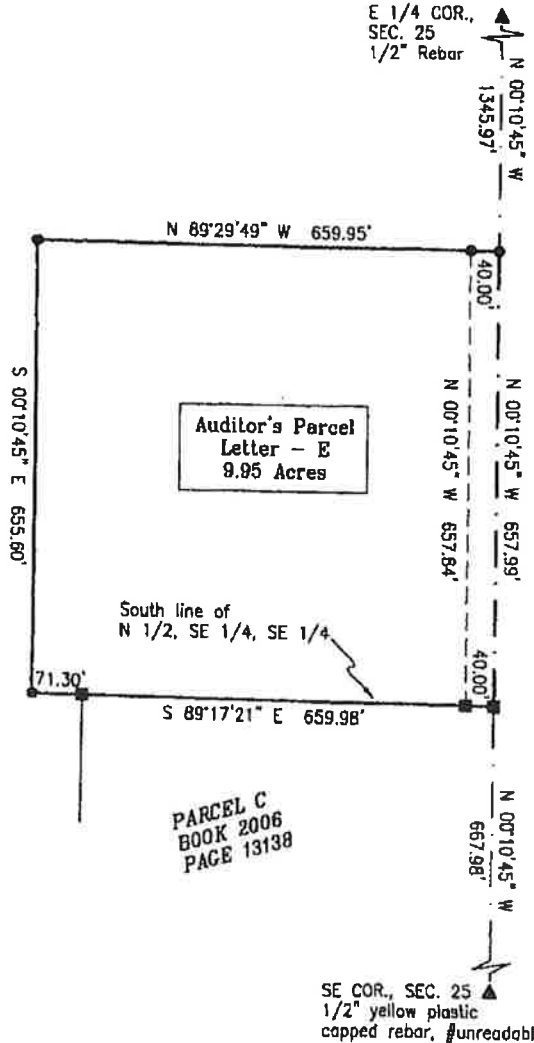 E 1/4 COR.,
SEC. 25
1/2" Rebar
N 00°10'45" W
1345.97'
N 89°29'49" W 659.95'
40.00'
S 00°10'45" E 655.60'
Auditor's Parcel
Letter - E
9.95 Acres
N 00°10'45" W 657.84'
N 00°10'45" W 657.99'
South line of
N 1/2, SE 1/4, SE 1/4
71.30'
40.00'
S 89°17'21" E 659.98'
PARCEL C
BOOK 2006
PAGE 13138
N 00°10'45" W
667.98'
SE COR., SEC. 25
1/2" yellow plastic
capped rebar, #unreadabl